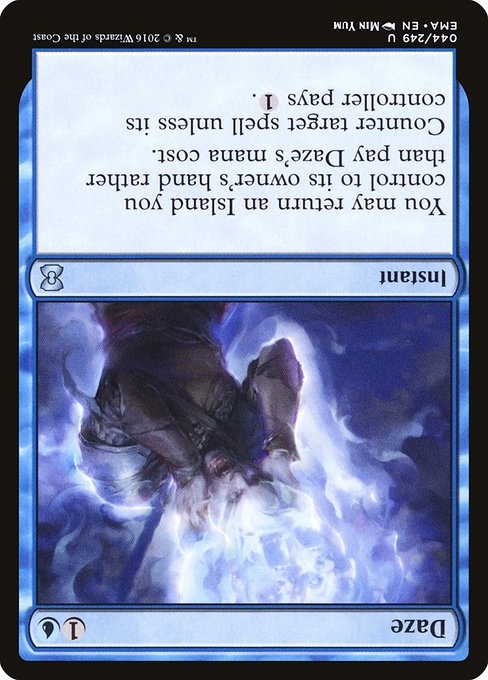 Daze 1
Instant
You may return an Island you
control to its owner's hand rather
than pay Daze's mana cost.
Counter target spell unless its
controller pays 1.
044/249 U
EMA • EN Min Yum
™ & © 2016 Wizards of the Coast